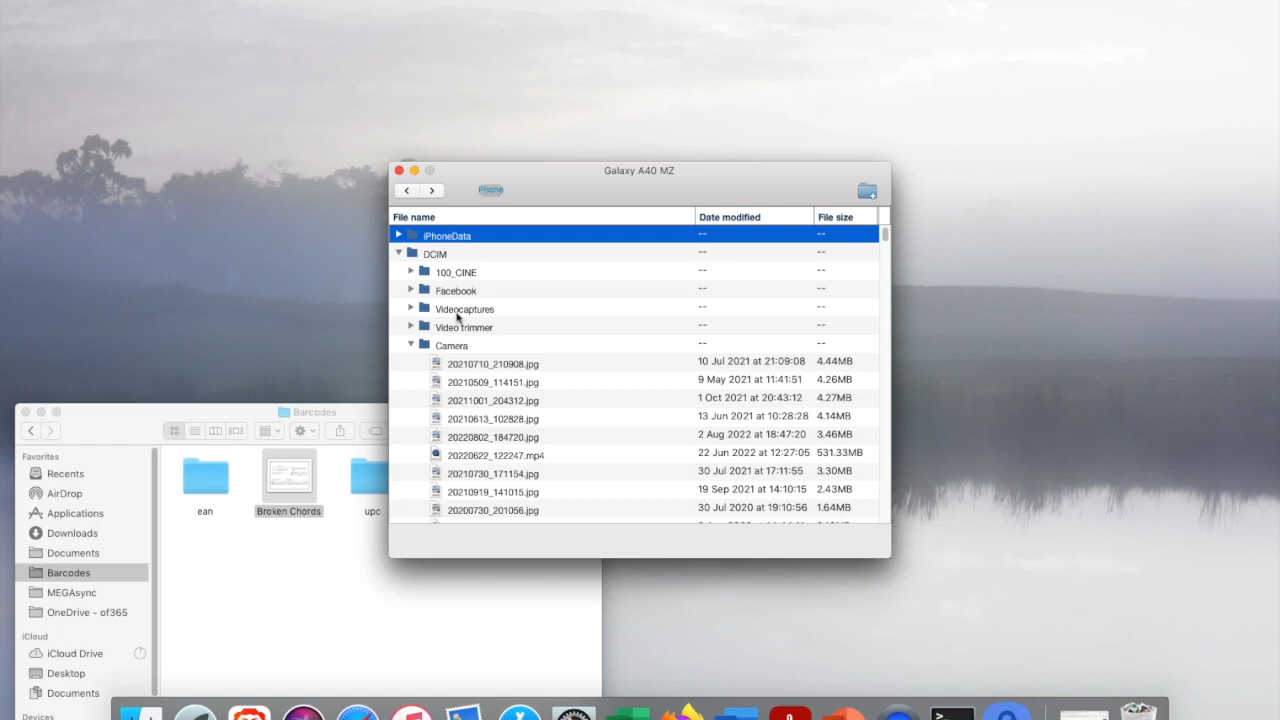 Galaxy A40 MZ
Phone
File name Date modified File size
iPhoneData -- --
DCIM -- --
100_CINE -- --
Facebook -- --
Videocaptures -- --
Video trimmer -- --
Camera -- --
20210710_210908.jpg 10 Jul 2021 at 21:09:08 4.44MB
20210509_114151.jpg 9 May 2021 at 11:41:51 4.26MB
20211001_204312.jpg 1 Oct 2021 at 20:43:12 4.27MB
20210613_102828.jpg 13 Jun 2021 at 10:28:28 4.14MB
20220802_184720.jpg 2 Aug 2022 at 18:47:20 3.46MB
20220622_122247.mp4 22 Jun 2022 at 12:27:05 531.33MB
20210730_171154.jpg 30 Jul 2021 at 17:11:55 3.30MB
20210919_141015.jpg 19 Sep 2021 at 14:10:15 2.43MB
20200730_201056.jpg 30 Jul 2020 at 19:10:56 1.64MB
Barcodes
Favorites
Recents
AirDrop
Applications
Downloads
Documents
Barcodes
MEGAsync
OneDrive - of365
iCloud
iCloud Drive
Desktop
Documents
Devices
ean
Broken Chords
upc